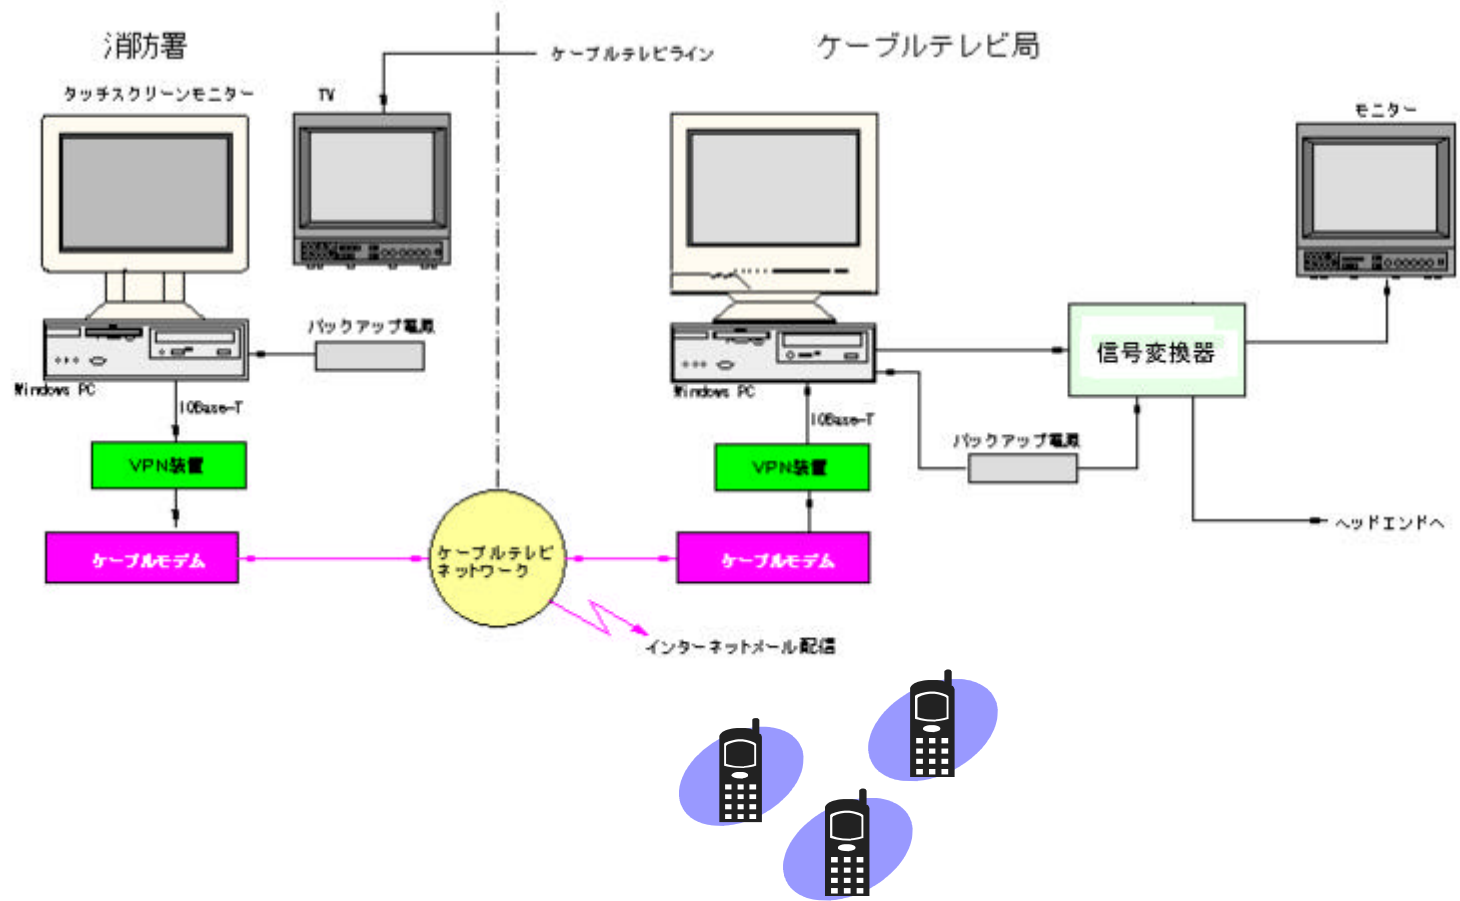 消防署
ケーブルテレビライン
ケーブルテレビ局
タッチスクリーンモニター
TV
モニター
バックアップ電源
信号変換器
Windows PC
Windows PC
10Base-T
10Base-T
バックアップ電源
VPN装置
VPN装置
ヘッドエンドへ
ケーブルモデム
ケーブルテレビ
ネットワーク
ケーブルモデム
インターネットメール配信